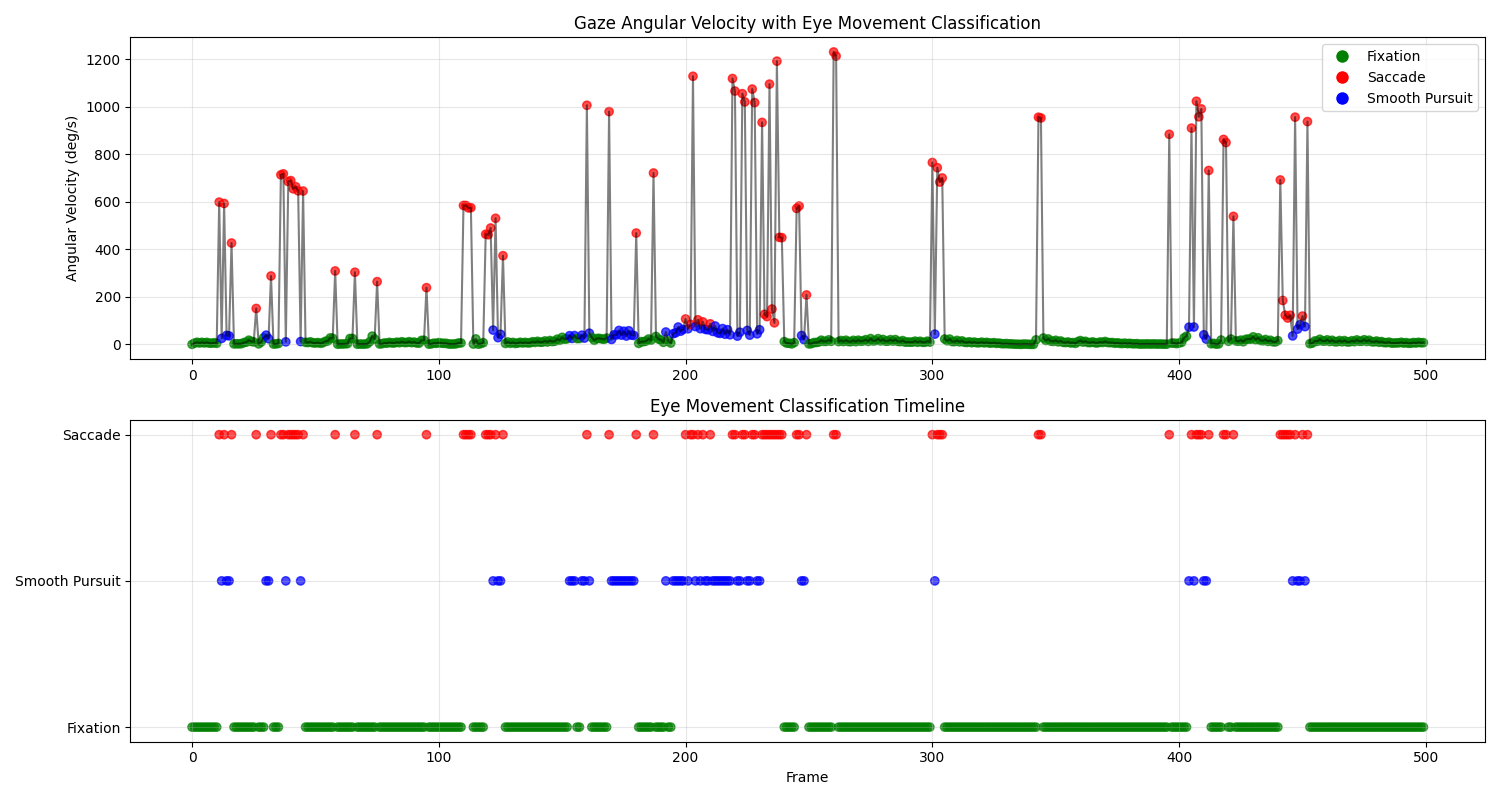 Gaze Angular Velocity with Eye Movement Classification
Angular Velocity (deg/s)
1200
1000
800
600
400
200
0
Fixation
Saccade
Smooth Pursuit
0 100 200 300 400 500
Eye Movement Classification Timeline
Saccade
Smooth Pursuit
Fixation
0 100 200 300 400 500
Frame